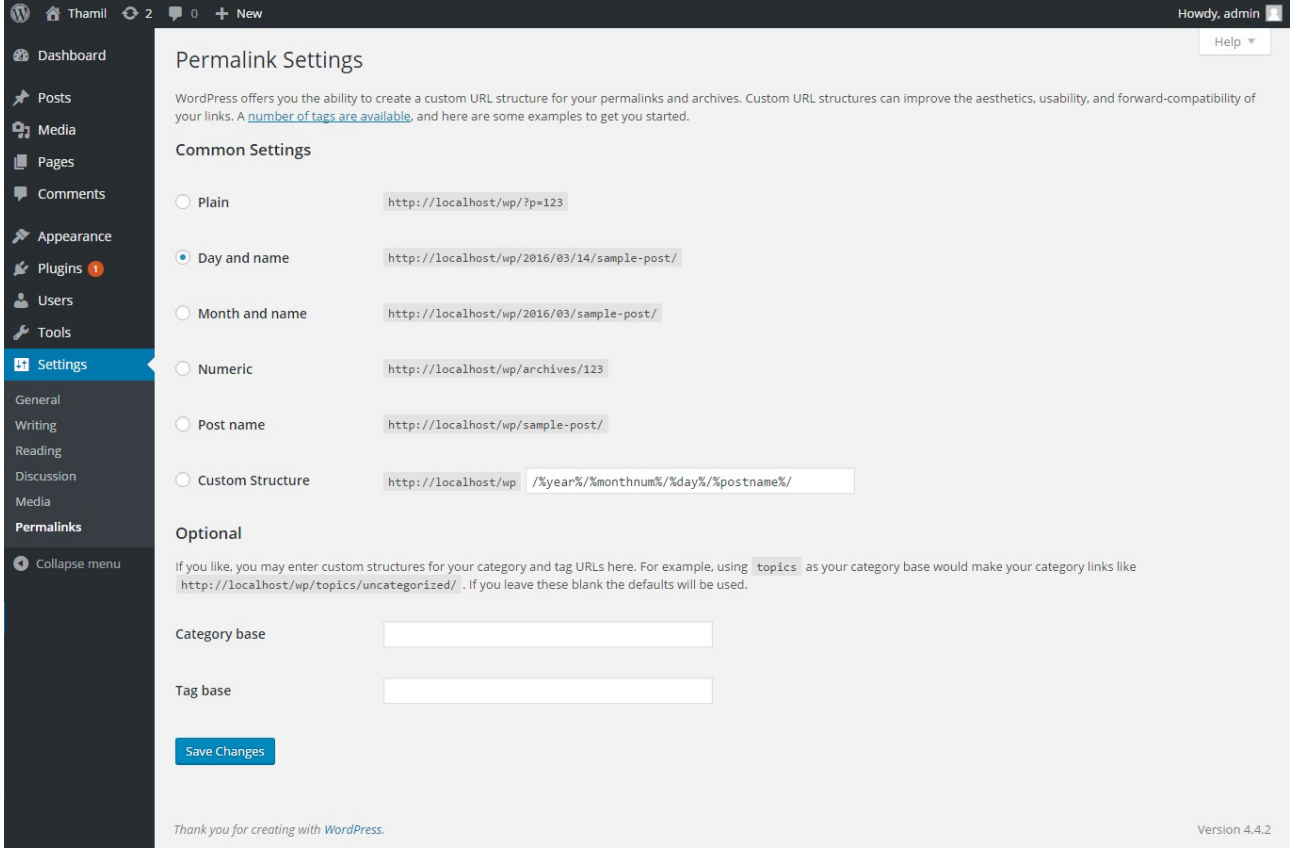 Thamil 2 0 + New Howdy, admin
Help
Dashboard
Posts
Media
Pages
Comments
Appearance
Plugins 1
Users
Tools
Settings
General
Writing
Reading
Discussion
Media
Permalinks
Collapse menu
Permalink Settings
WordPress offers you the ability to create a custom URL structure for your permalinks and archives. Custom URL structures can improve the aesthetics, usability, and forward-compatibility of
your links. A number of tags are available, and here are some examples to get you started.
Common Settings
Plain http://localhost/wp/?p=123
Day and name http://localhost/wp/2016/03/14/sample-post/
Month and name http://localhost/wp/2016/03/sample-post/
Numeric http://localhost/wp/archives/123
Post name http://localhost/wp/sample-post/
Custom Structure http://localhost/wp /%year%/%monthnum%/%day%/%postname%/
Optional
If you like, you may enter custom structures for your category and tag URLs here. For example, using topics as your category base would make your category links like
http://localhost/wp/topics/uncategorized/ . If you leave these blank the defaults will be used.
Category base
Tag base
Save Changes
Thank you for creating with WordPress. Version 4.4.2